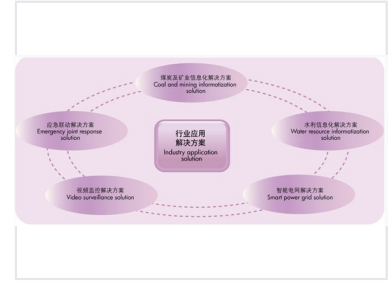 煤炭及矿业信息化解决方案
Coal and mining informatization
solution
应急联动解决方案
Emergency joint response
solution
水利信息化解决方案
Water resource informatization
solution
行业应用
解决方案
Industry application
solution
视频监控解决方案
Video surveillance solution
智能电网解决方案
Smart power grid solution